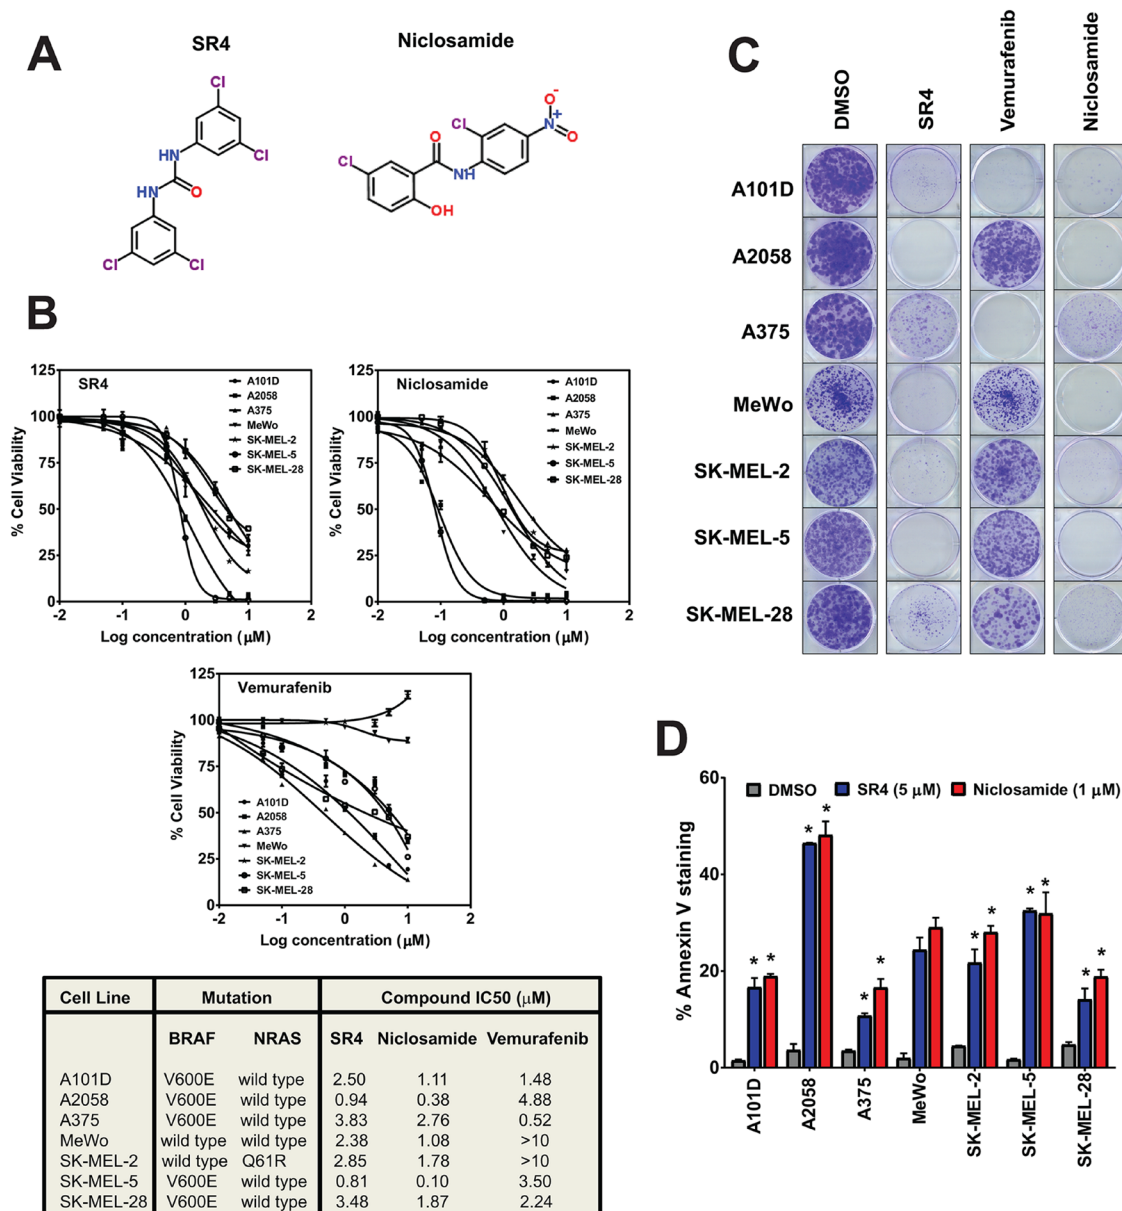 A
SR4
Niclosamide
Cl
Cl
HN
HN
O
Cl
Cl
O-
N+
O
Cl
O
Cl
NH
OH
B
SR4
125
100
75
50
25
0
-2
-1
0
1
2
% Cell Viability
Log concentration (μM)
A101D
A2058
A375
MeWo
SK-MEL-2
SK-MEL-5
SK-MEL-28
Niclosamide
125
100
75
50
25
0
-2
-1
0
1
2
% Cell Viability
Log concentration (μM)
A101D
A2058
A375
MeWo
SK-MEL-2
SK-MEL-5
SK-MEL-28
Vemurafenib
125
100
75
50
25
0
-2
-1
0
1
2
% Cell Viability
Log concentration (μM)
A101D
A2058
A375
MeWo
SK-MEL-2
SK-MEL-5
SK-MEL-28
Cell Line Mutation Compound IC50 (μM)
BRAF NRAS SR4 Niclosamide Vemurafenib
A101D V600E wild type 2.50 1.11 1.48
A2058 V600E wild type 0.94 0.38 4.88
A375 V600E wild type 3.83 2.76 0.52
MeWo wild type wild type 2.38 1.08 >10
SK-MEL-2 wild type Q61R 2.85 1.78 >10
SK-MEL-5 V600E wild type 0.81 0.10 3.50
SK-MEL-28 V600E wild type 3.48 1.87 2.24
C
DMSO
SR4
Vemurafenib
Niclosamide
A101D
A2058
A375
MeWo
SK-MEL-2
SK-MEL-5
SK-MEL-28
D
DMSO SR4 (5 μM) Niclosamide (1 μM)
% Annexin V staining
60
40
20
0
* *
* *
* *
* *
* *
* *
A101D
A2058
A375
MeWo
SK-MEL-2
SK-MEL-5
SK-MEL-28